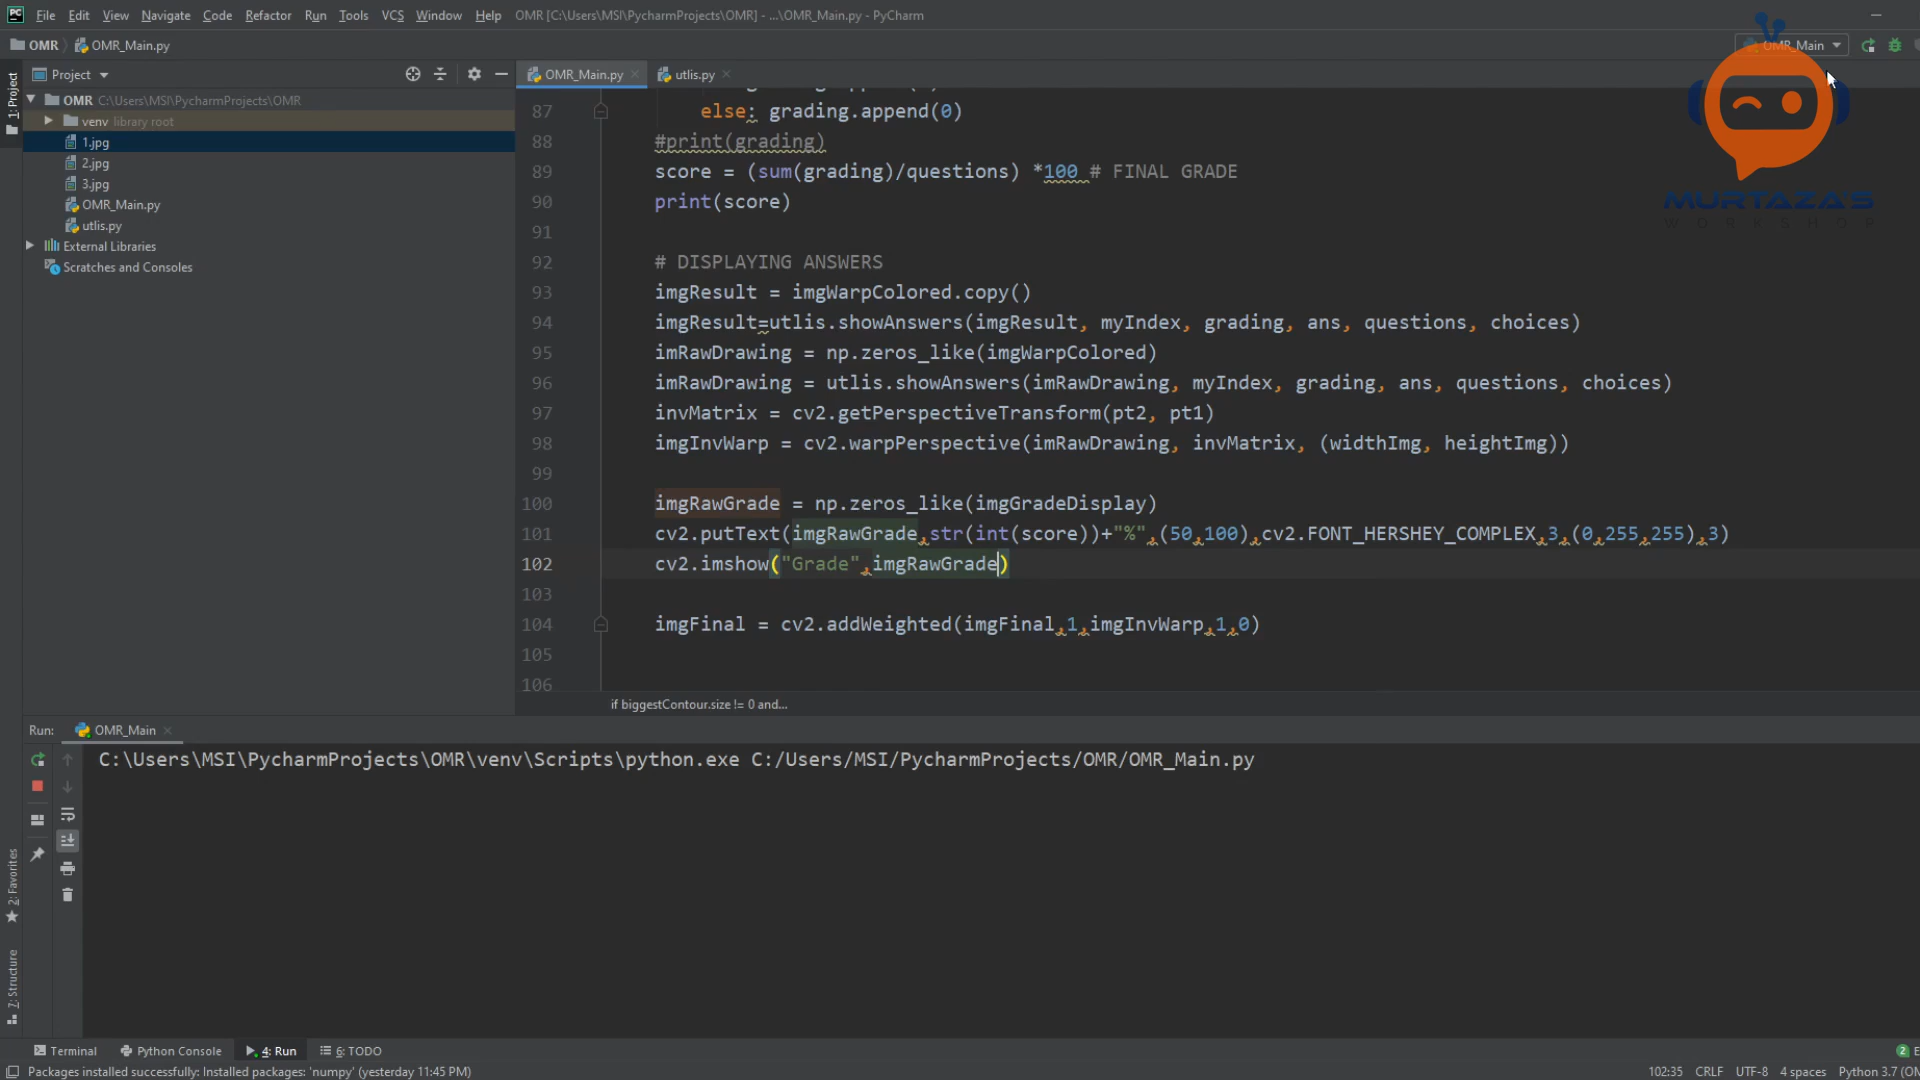 File Edit View Navigate Code Refactor Run Tools VCS Window Help OMR [C:\Users\MSI\PycharmProjects\OMR] - ...\OMR_Main.py - PyCharm
OMR OMR_Main.py
OMR_Main
Project
OMR_Main.py utlis.py
1: Project
OMR C:\Users\MSI\PycharmProjects\OMR
venv library root
1.jpg
2.jpg
3.jpg
OMR_Main.py
utlis.py
External Libraries
Scratches and Consoles
87 else: grading.append(0)
88 #print(grading)
89 score = (sum(grading)/questions) *100 # FINAL GRADE
90 print(score)
91
92 # DISPLAYING ANSWERS
93 imgResult = imgWarpColored.copy()
94 imgResult=utlis.showAnswers(imgResult, myIndex, grading, ans, questions, choices)
95 imRawDrawing = np.zeros_like(imgWarpColored)
96 imRawDrawing = utlis.showAnswers(imRawDrawing, myIndex, grading, ans, questions, choices)
97 invMatrix = cv2.getPerspectiveTransform(pt2, pt1)
98 imgInvWarp = cv2.warpPerspective(imRawDrawing, invMatrix, (widthImg, heightImg))
99
100 imgRawGrade = np.zeros_like(imgGradeDisplay)
101 cv2.putText(imgRawGrade,str(int(score))+"%",(50,100),cv2.FONT_HERSHEY_COMPLEX,3,(0,255,255),3)
102 cv2.imshow("Grade",imgRawGrade)
103
104 imgFinal = cv2.addWeighted(imgFinal,1,imgInvWarp,1,0)
105
106
if biggestContour.size != 0 and...
MURTAZA'S
WORKSHOP
Run: OMR_Main
C:\Users\MSI\PycharmProjects\OMR\venv\Scripts\python.exe C:/Users/MSI/PycharmProjects/OMR/OMR_Main.py
2: Favorites
7: Structure
Terminal Python Console 4: Run 6: TODO
2 E
Packages installed successfully: Installed packages: 'numpy' (yesterday 11:45 PM)
102:35 CRLF UTF-8 4 spaces Python 3.7 (OM